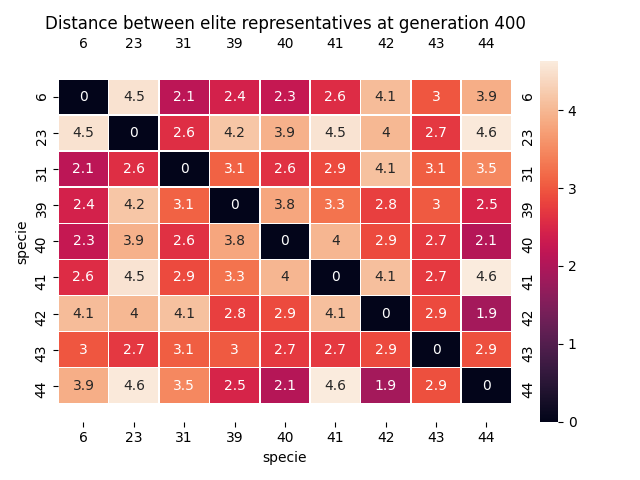 Distance between elite representatives at generation 400
6 23 31 39 40 41 42 43 44
6 0 4.5 2.1 2.4 2.3 2.6 4.1 3 3.9 6
23 4.5 0 2.6 4.2 3.9 4.5 4 2.7 4.6 23
31 2.1 2.6 0 3.1 2.6 2.9 4.1 3.1 3.5 31
39 2.4 4.2 3.1 0 3.8 3.3 2.8 3 2.5 39
40 2.3 3.9 2.6 3.8 0 4 2.9 2.7 2.1 40
41 2.6 4.5 2.9 3.3 4 0 4.1 2.7 4.6 41
42 4.1 4 4.1 2.8 2.9 4.1 0 2.9 1.9 42
43 3 2.7 3.1 3 2.7 2.7 2.9 0 2.9 43
44 3.9 4.6 3.5 2.5 2.1 4.6 1.9 2.9 0 44
6 23 31 39 40 41 42 43 44
specie
specie
4
3
2
1
0